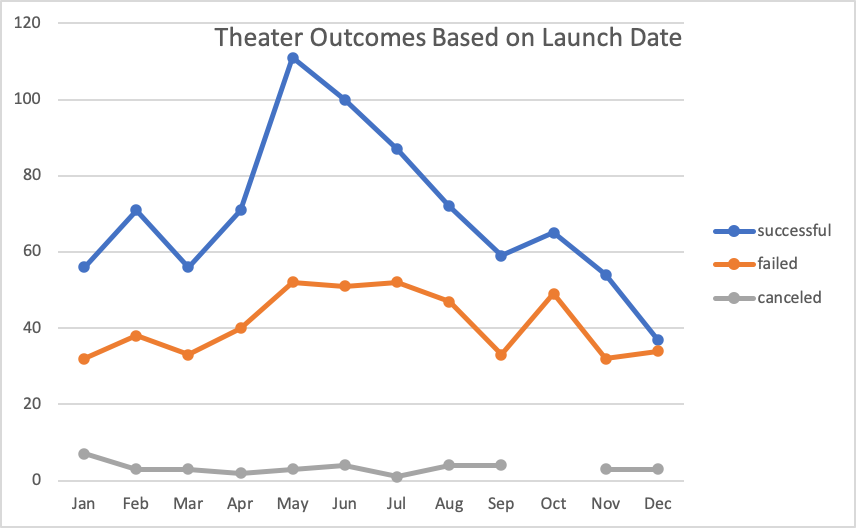 Theater Outcomes Based on Launch Date
120
100
80
60
40
20
0
Jan Feb Mar Apr May Jun Jul Aug Sep Oct Nov Dec
successful
failed
canceled